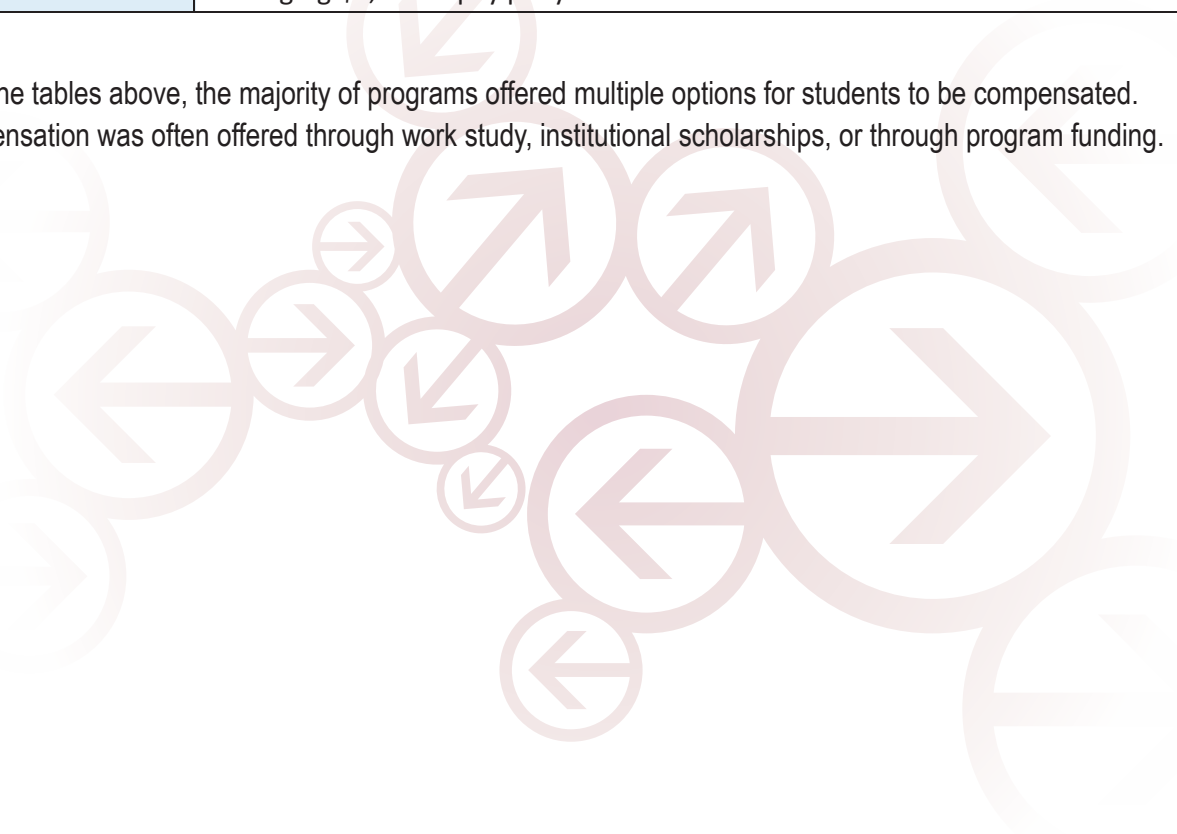 he tables above, the majority of programs offered multiple options for students to be compensated.
ensation was often offered through work study, institutional scholarships, or through program funding.